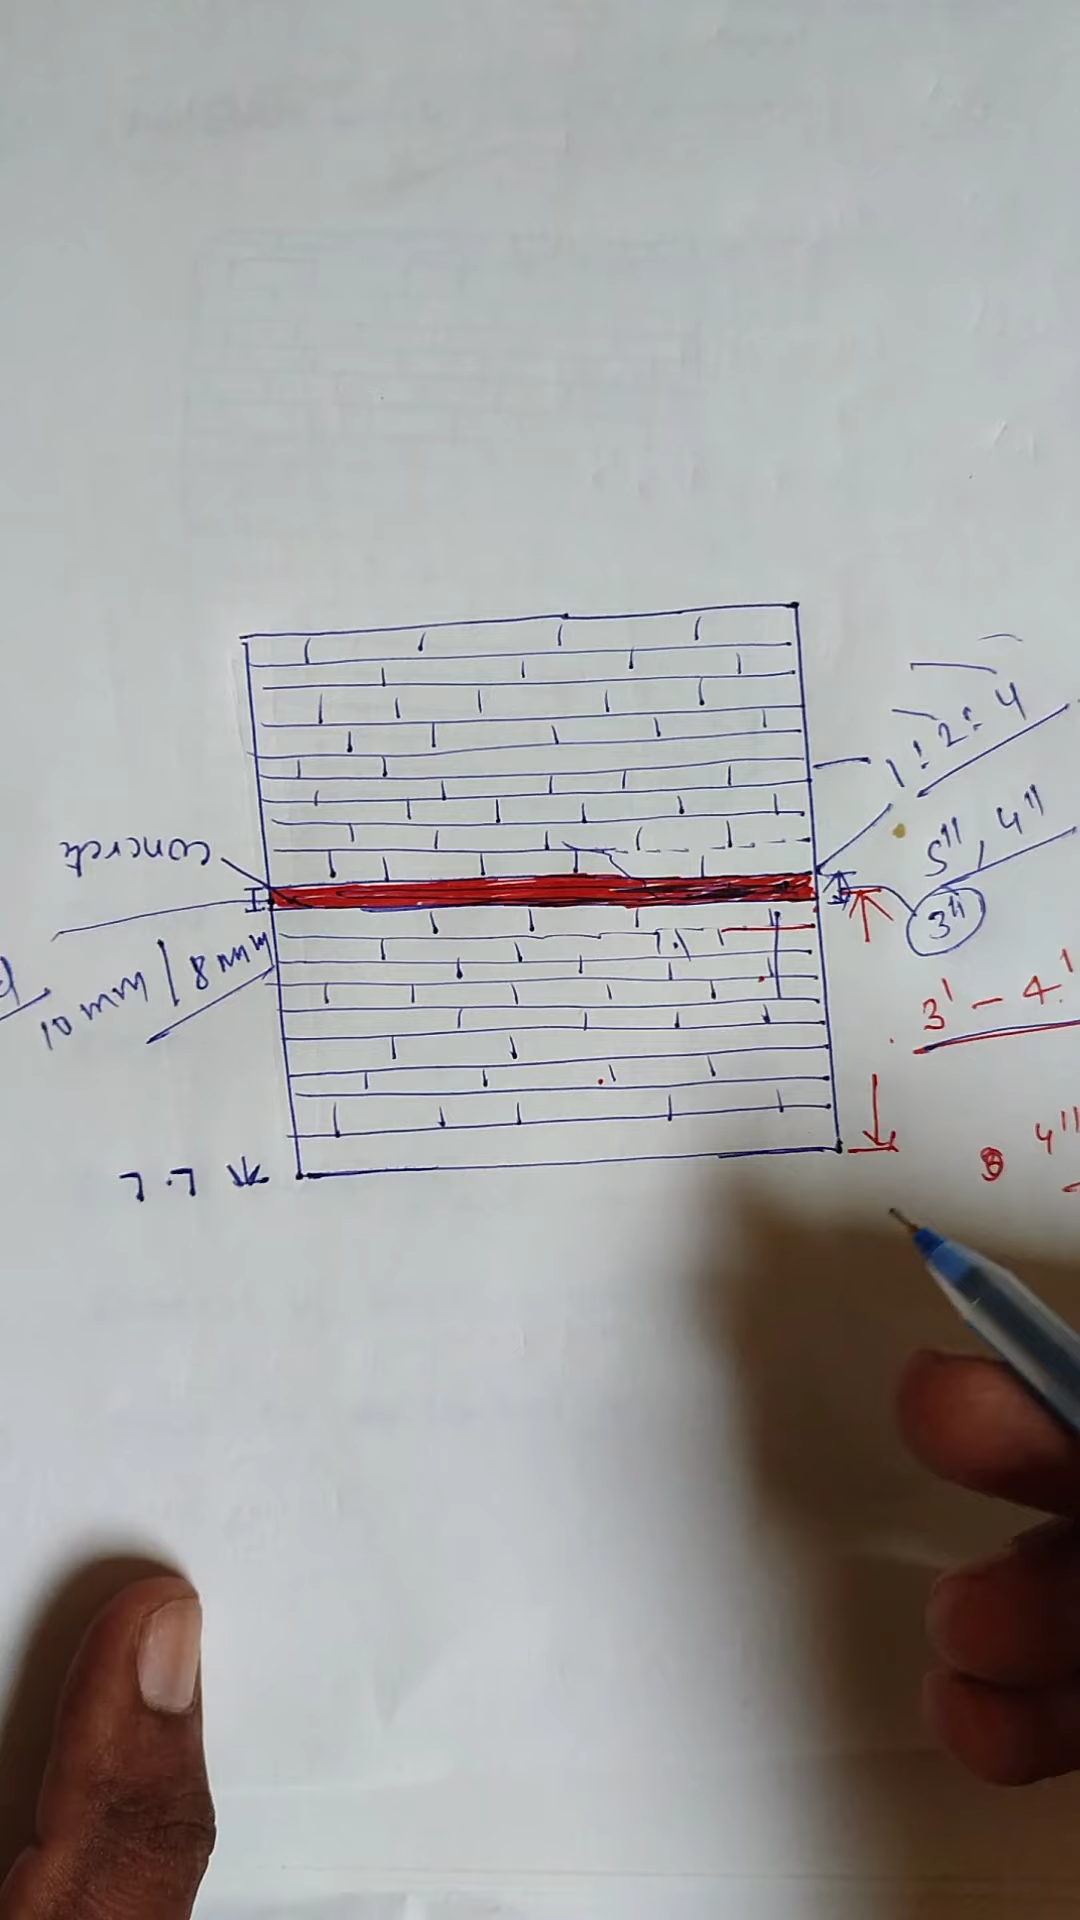 1:2:4
concrete
5", 4"
3"
10 mm / 8 mm
3' - 4'
4"